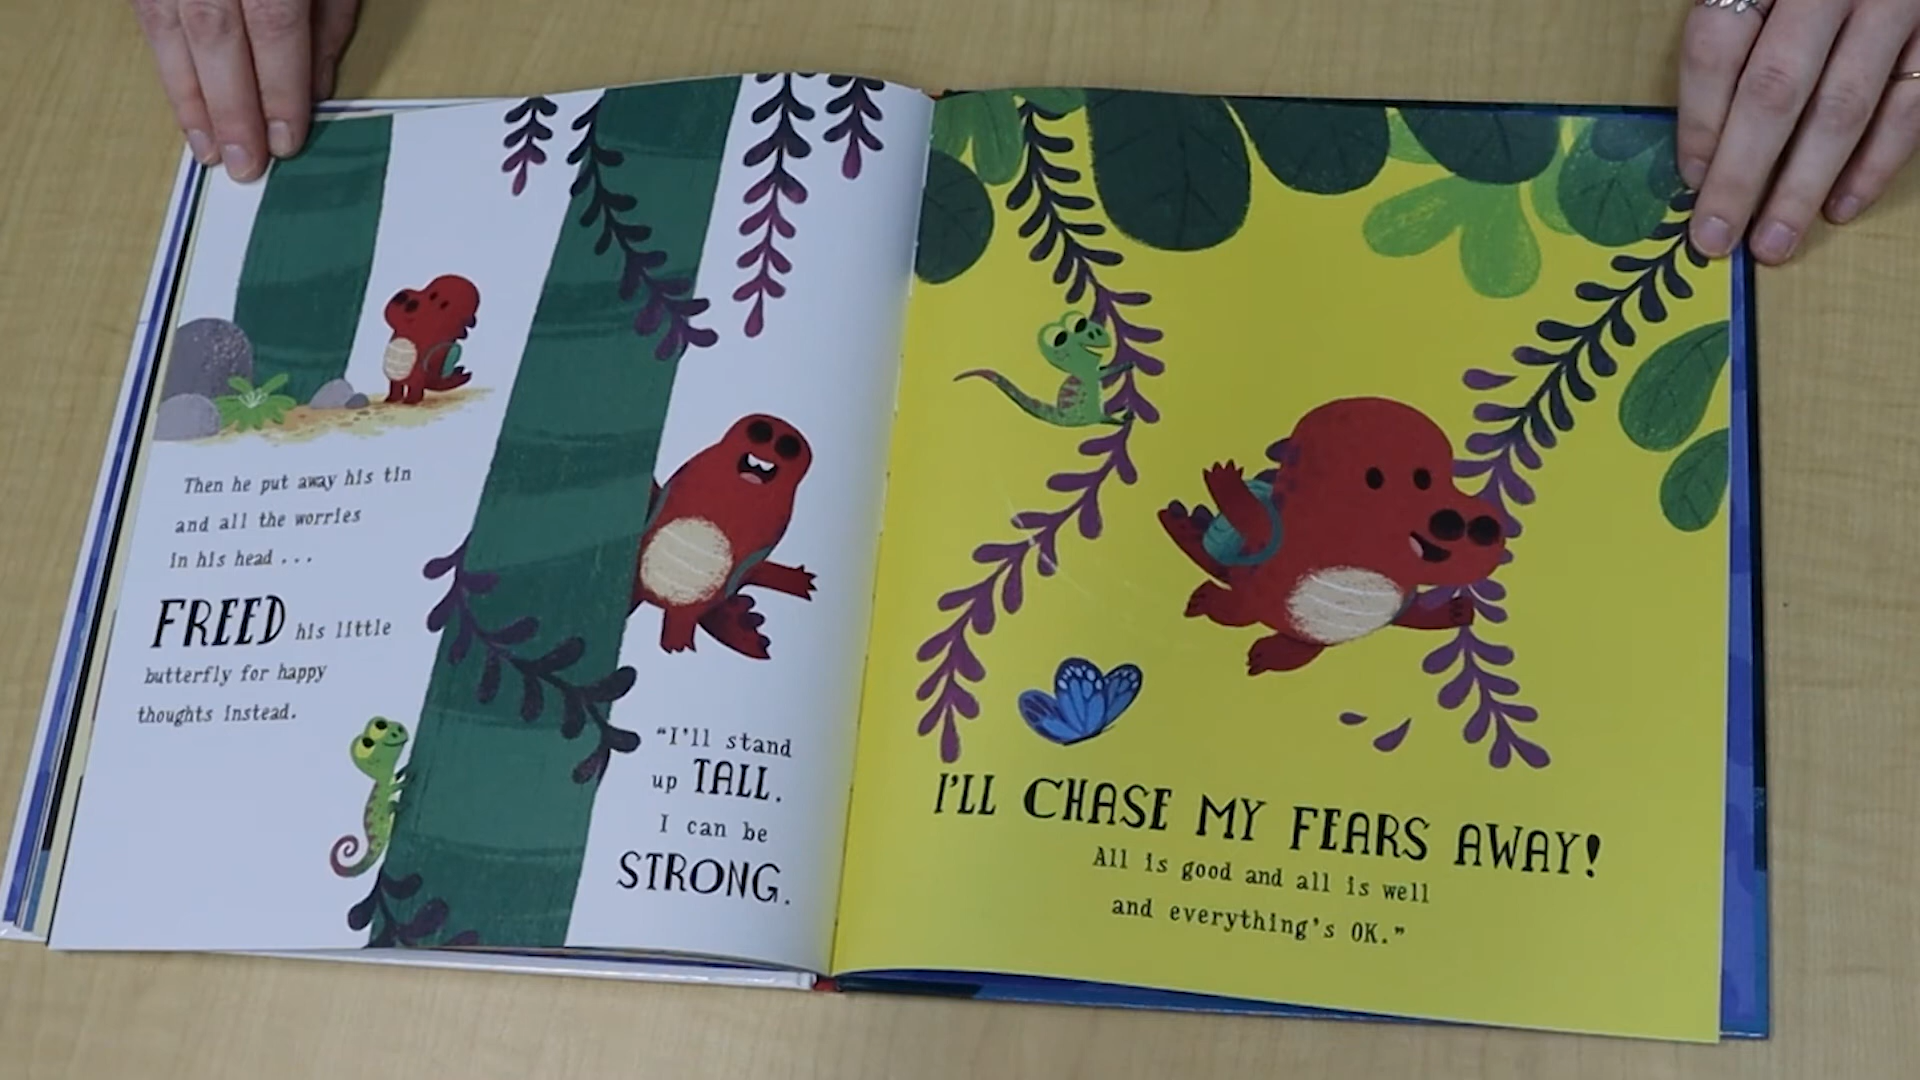 Then he put away his tin
and all the worries
in his head ...
FREED his little
butterfly for happy
thoughts instead.
"I'll stand
up TALL.
I can be
STRONG.
I'LL CHASE MY FEARS AWAY!
All is good and all is well
and everything's OK."